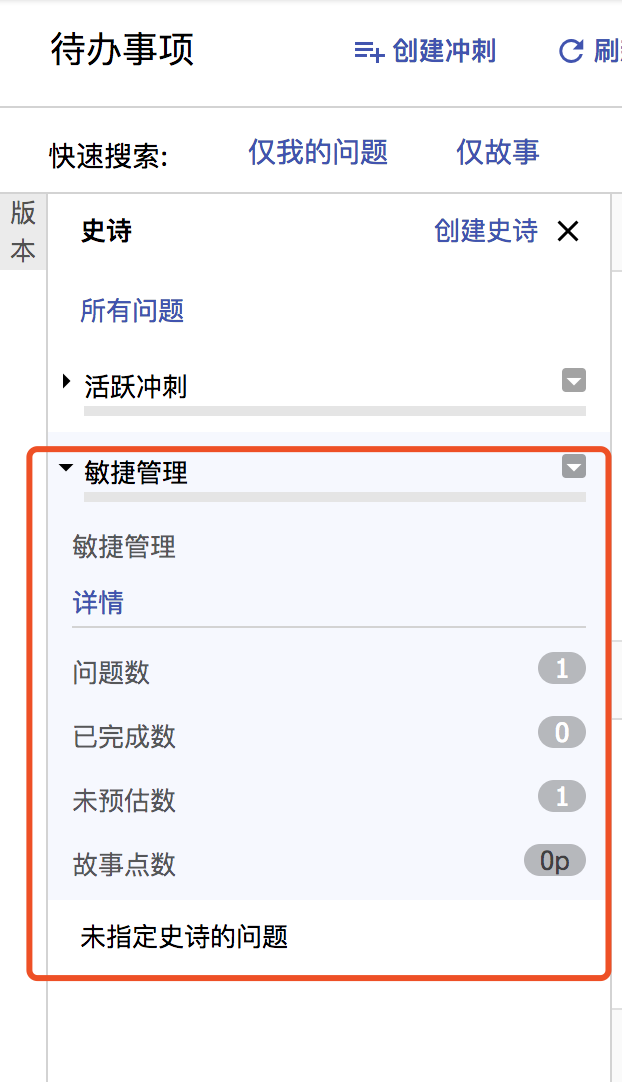 待办事项 创建冲刺 刷
快速搜索: 仅我的问题 仅故事
版本
史诗 创建史诗
所有问题
活跃冲刺
敏捷管理
敏捷管理
详情
问题数 1
已完成数 0
未预估数 1
故事点数 0p
未指定史诗的问题